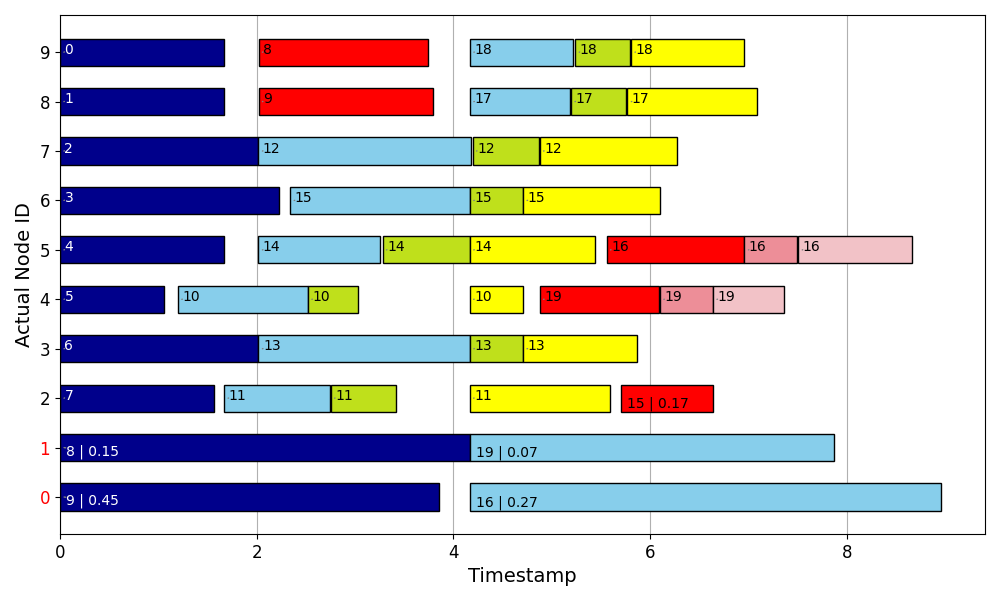 9 0 8 18 18 18
8 1 9 17 17 17
7 2 12 12 12
6 3 15 15 15
5 4 14 14 14 16 16 16
4 5 10 10 10 19 19 19
3 6 13 13 13
2 7 11 11 11 15 | 0.17
1 8 | 0.15 19 | 0.07
0 9 | 0.45 16 | 0.27
Actual Node ID
0 2 4 6 8
Timestamp